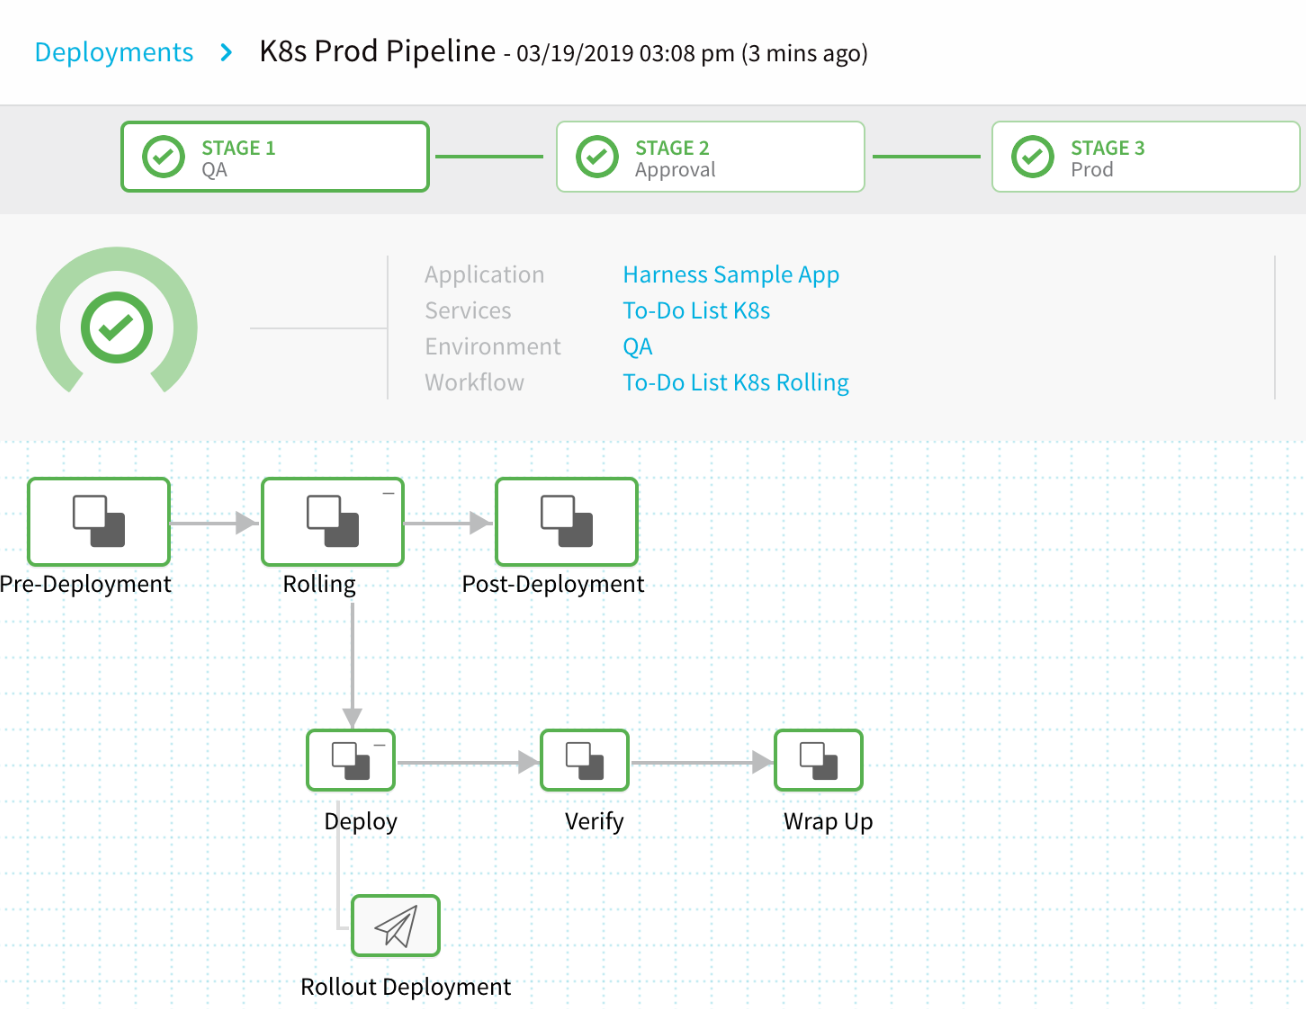 Deployments > K8s Prod Pipeline - 03/19/2019 03:08 pm (3 mins ago)
STAGE 1
QA
STAGE 2
Approval
STAGE 3
Prod
Application Harness Sample App
Services To-Do List K8s
Environment QA
Workflow To-Do List K8s Rolling
Pre-Deployment
Rolling
Post-Deployment
Deploy
Verify
Wrap Up
Rollout Deployment